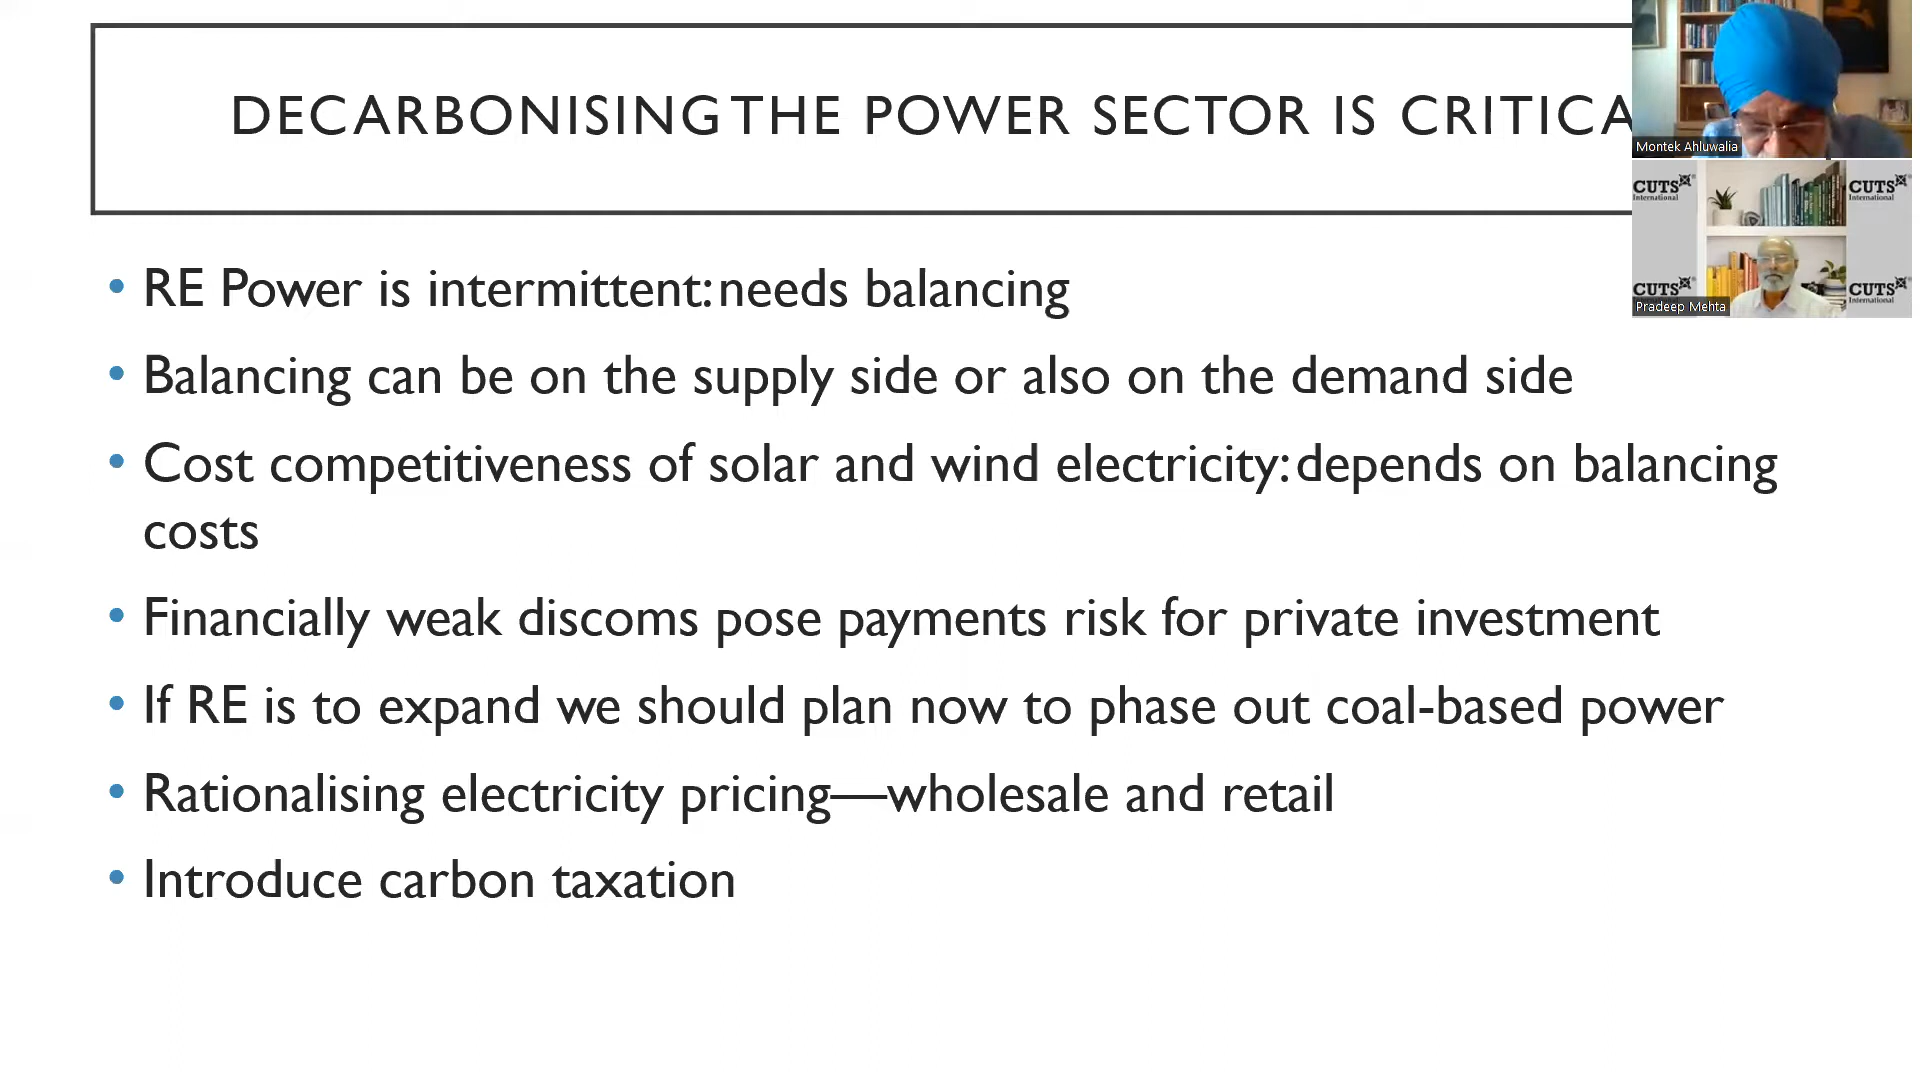 DECARBONISING THE POWER SECTOR IS CRITICA
• RE Power is intermittent: needs balancing
• Balancing can be on the supply side or also on the demand side
• Cost competitiveness of solar and wind electricity: depends on balancing
costs
• Financially weak discoms pose payments risk for private investment
• If RE is to expand we should plan now to phase out coal-based power
• Rationalising electricity pricing—wholesale and retail
• Introduce carbon taxation
Montek Ahluwalia
CUTS®
International
CUTS®
International
CUTS®
International
CUTS®
International
Pradeep Mehta